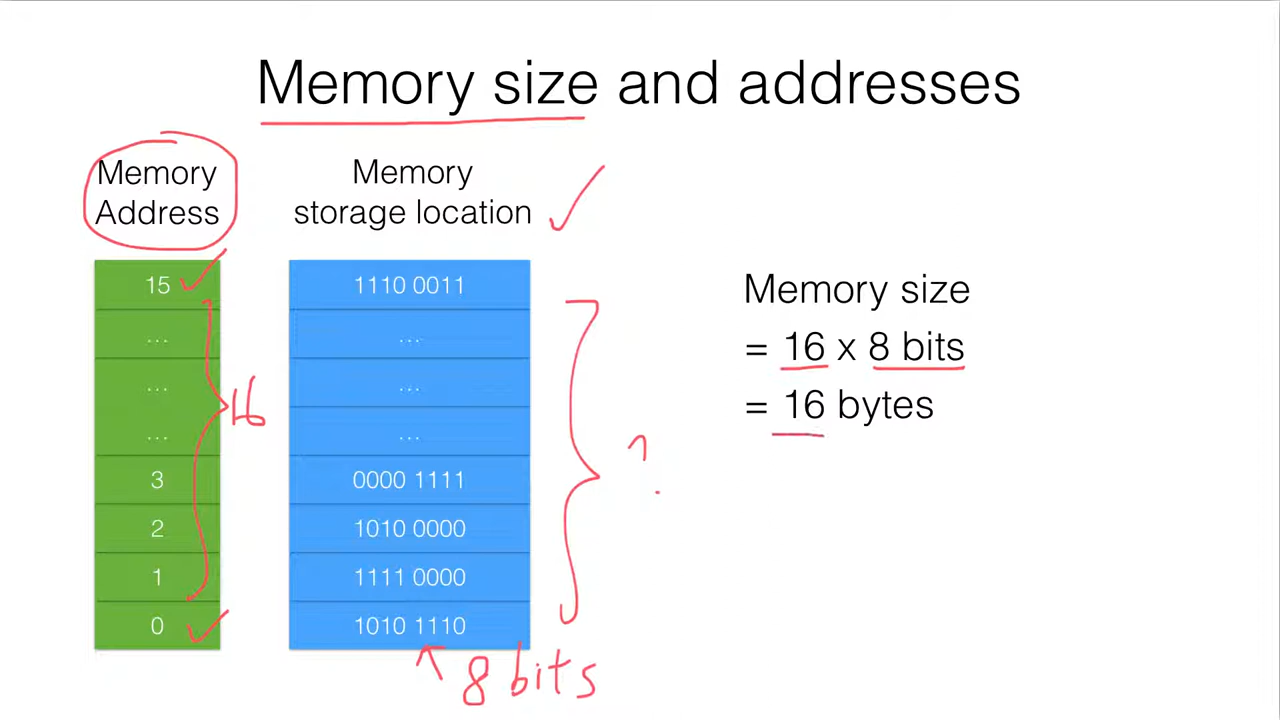 Memory size and addresses
Memory
Address
Memory
storage location
15
1110 0011
...
...
...
...
...
...
3
0000 1111
2
1010 0000
1
1111 0000
0
1010 1110
16
?
8 bits
Memory size
= 16 x 8 bits
= 16 bytes